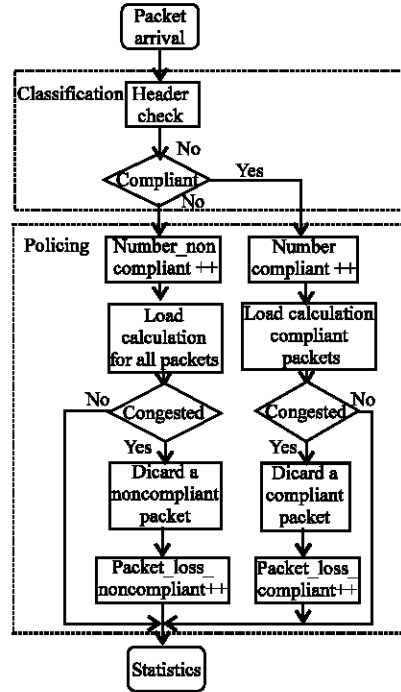 Packet
arrival
Classification
Header
check
No
Compliant
Yes
No
Policing
Number_non
compliant ++
Number
compliant ++
Load
calculation
for all packets
Load calculation
compliant
packets
No
Congested
Yes
Congested
No
Yes
Dicard a
noncompliant
packet
Dicard a
compliant
packet
Packet_loss_
noncompliant++
Packet_loss_
compliant++
Statistics